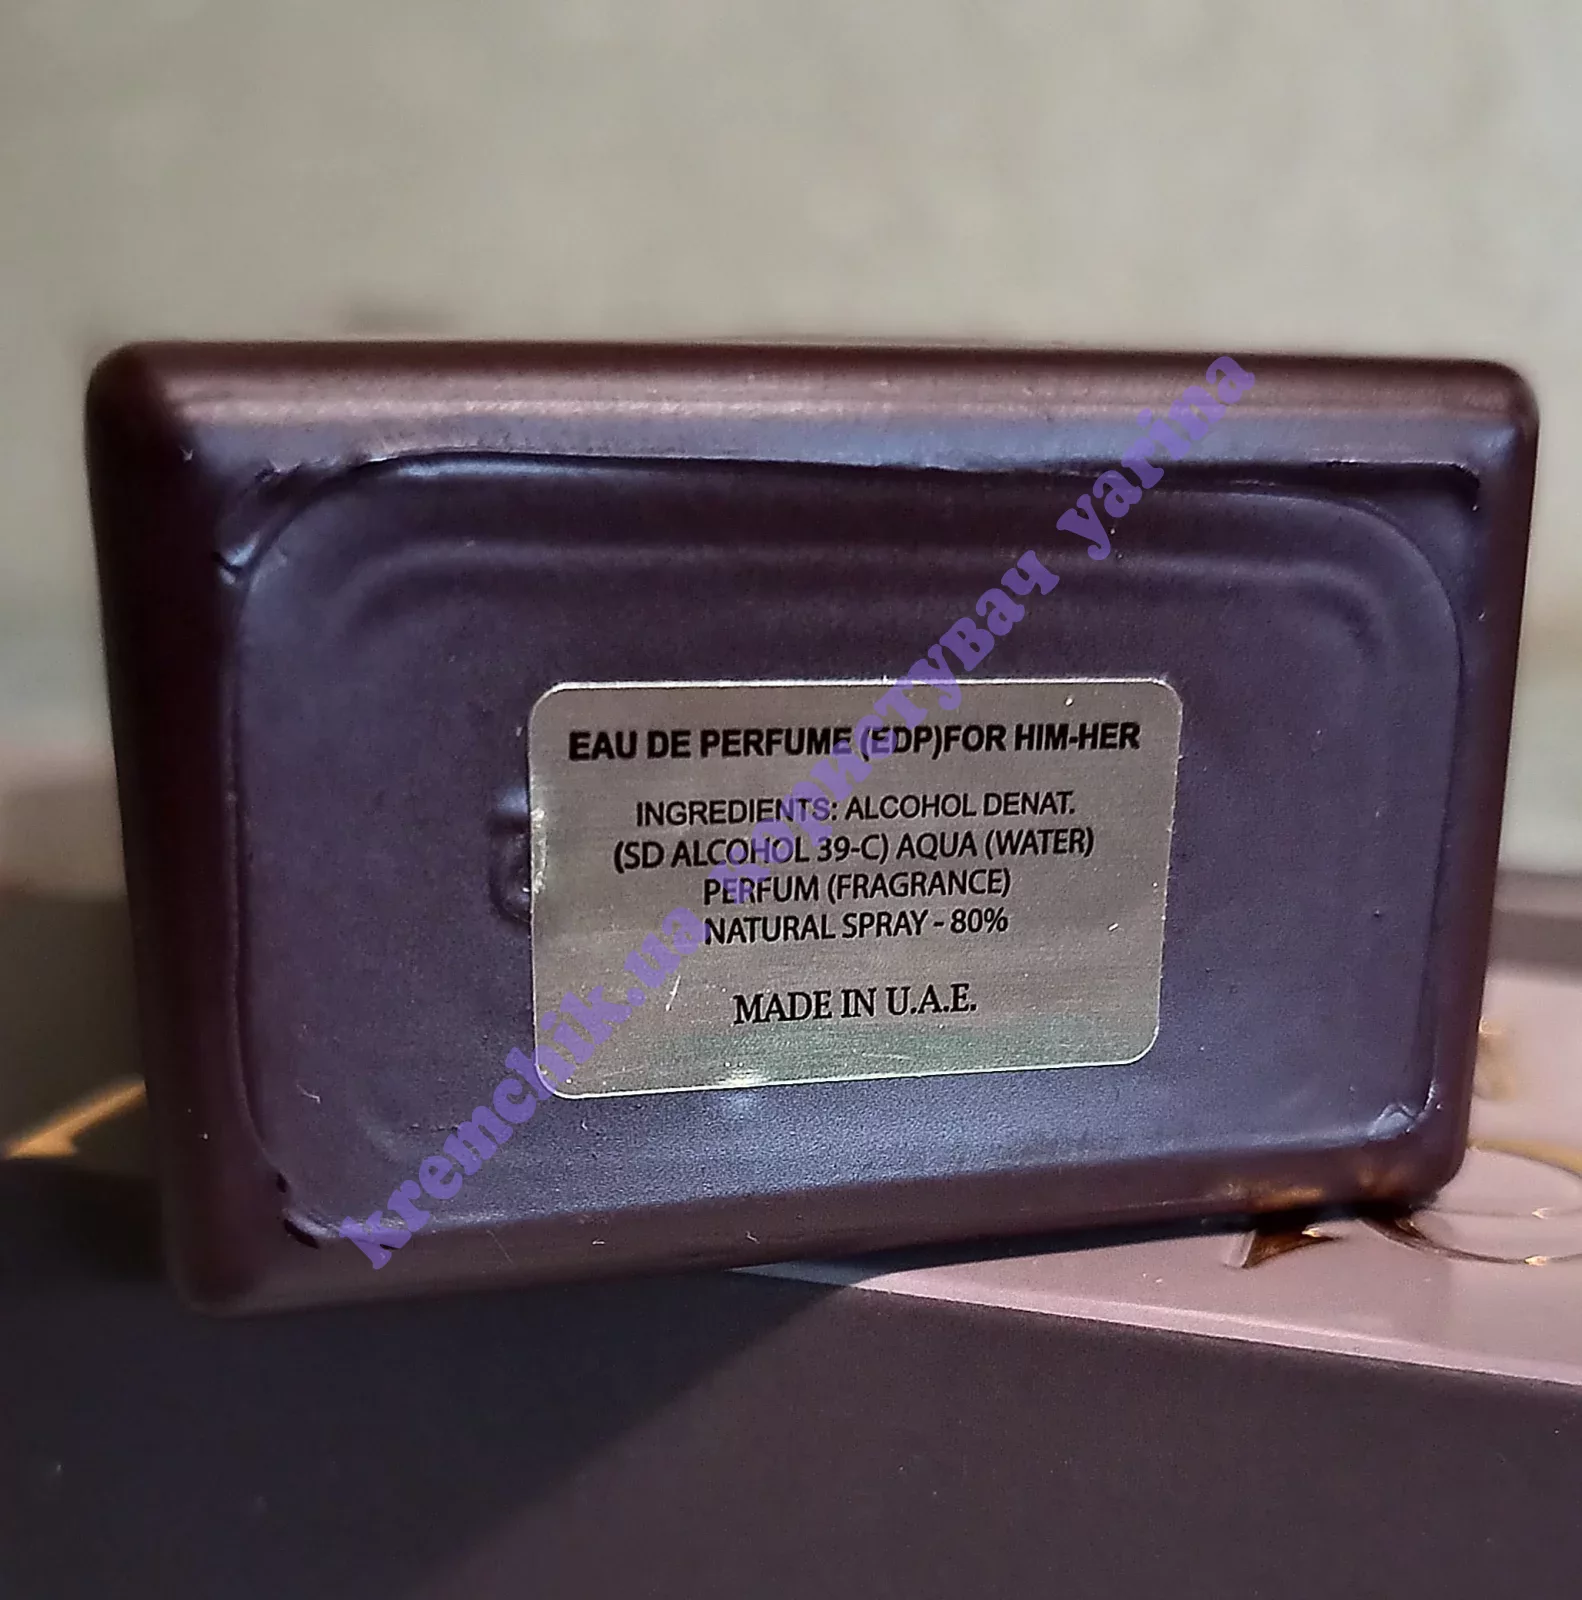 EAU DE PERFUME (EDP)FOR HIM-HER
INGREDIENTS: ALCOHOL DENAT.
(SD ALCOHOL 39-C) AQUA (WATER)
PERFUM (FRAGRANCE)
NATURAL SPRAY - 80%
MADE IN U.A.E.
kremchik.ua користувач yarina